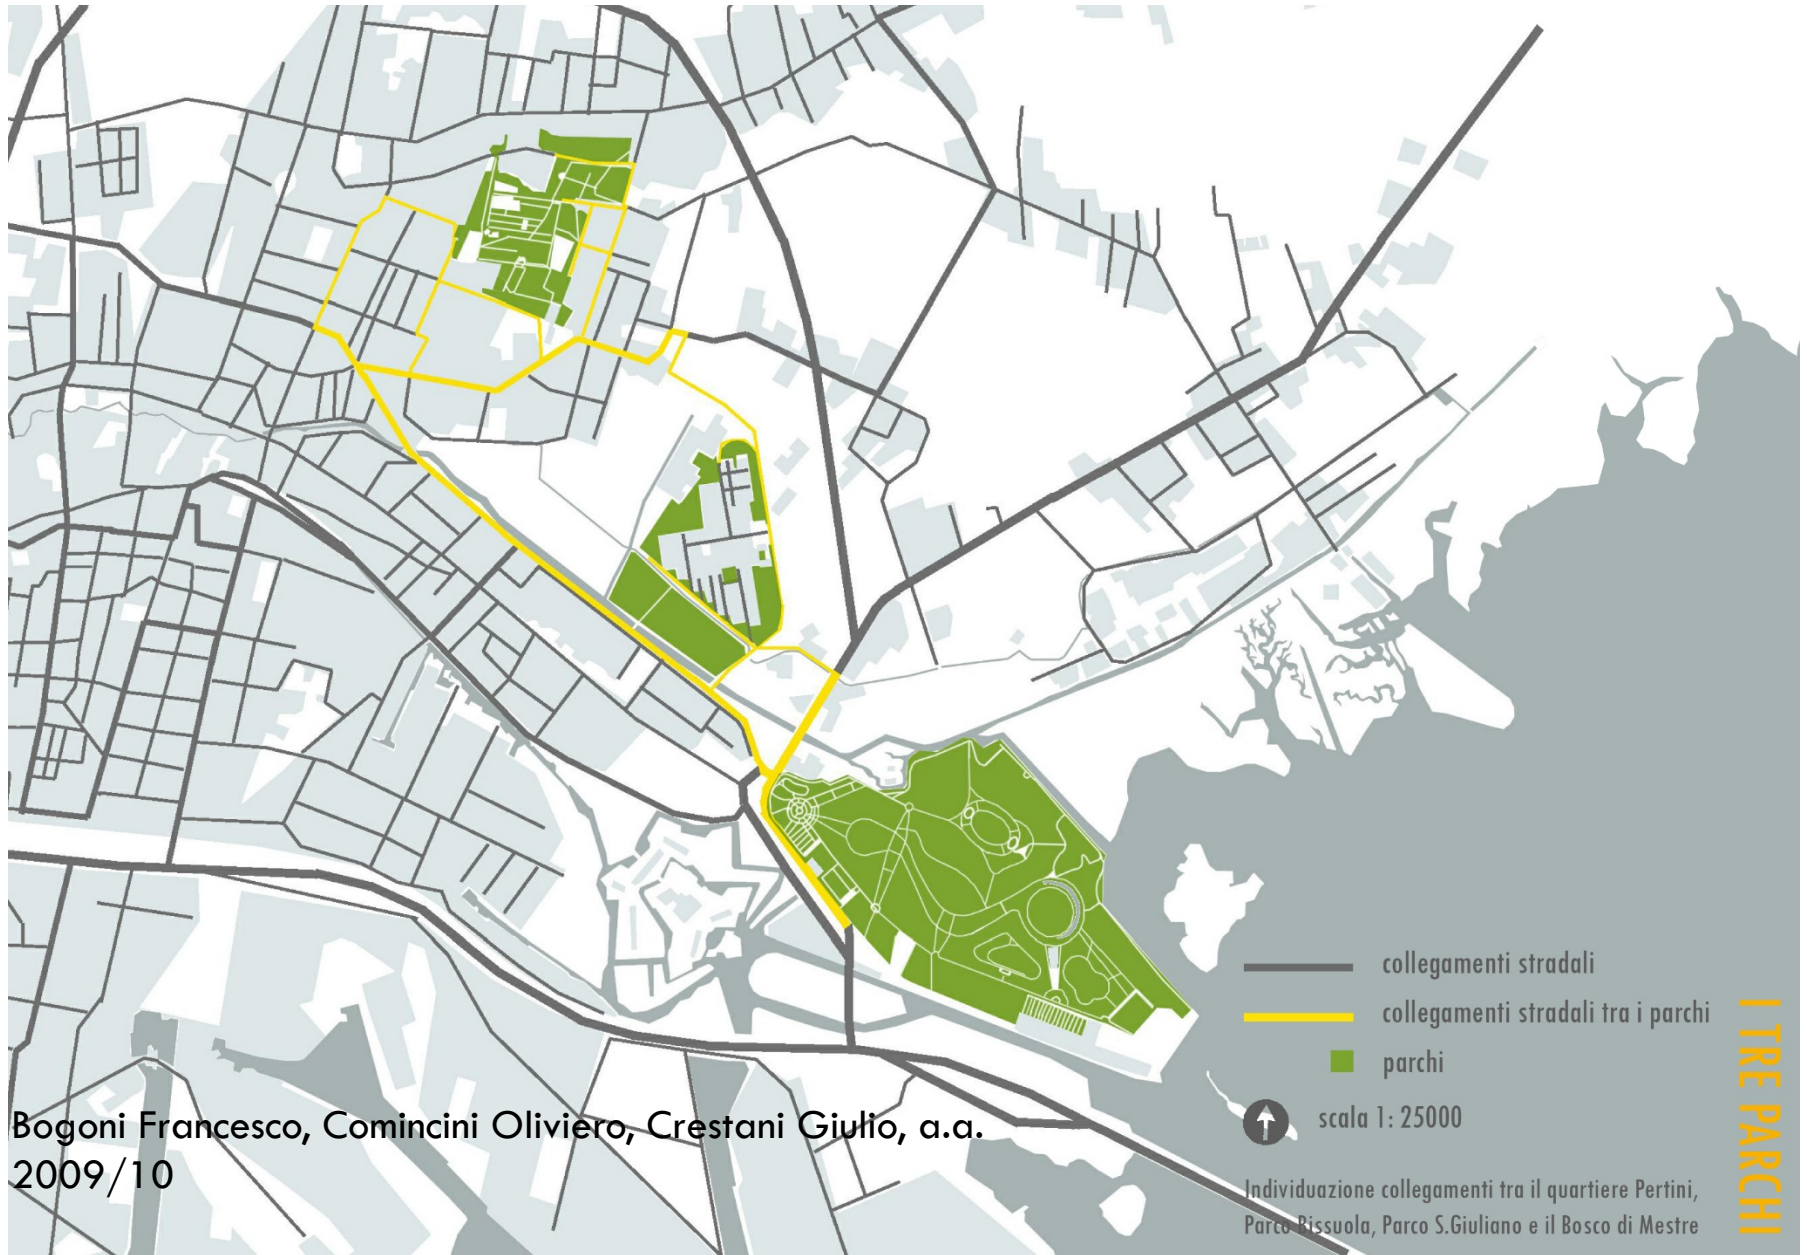 collegamenti stradali
collegamenti stradali tra i parchi
parchi
scala 1: 25000
Individuazione collegamenti tra il quartiere Pertini,
Parco Bissuola, Parco S.Giuliano e il Bosco di Mestre
I TRE PARCHI
Bogoni Francesco, Comincini Oliviero, Crestani Giulio, a.a.
2009/10